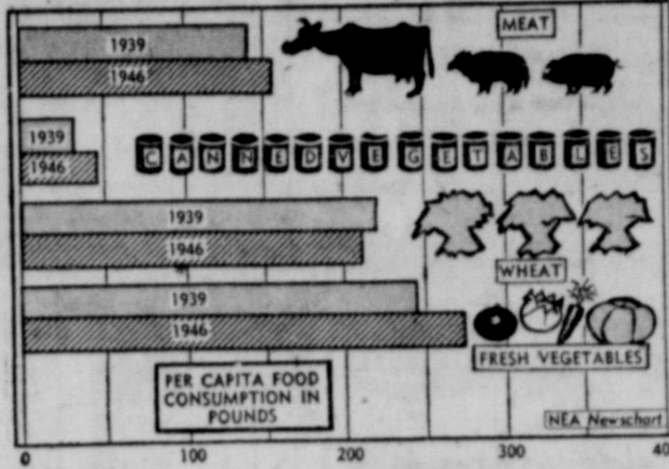 MEAT
1939
1946
1939
1946
CANNED VEGETABLES
1939
1946
WHEAT
1939
1946
FRESH VEGETABLES
PER CAPITA FOOD
CONSUMPTION IN
POUNDS
NEA Newschart
0 100 200 300 40